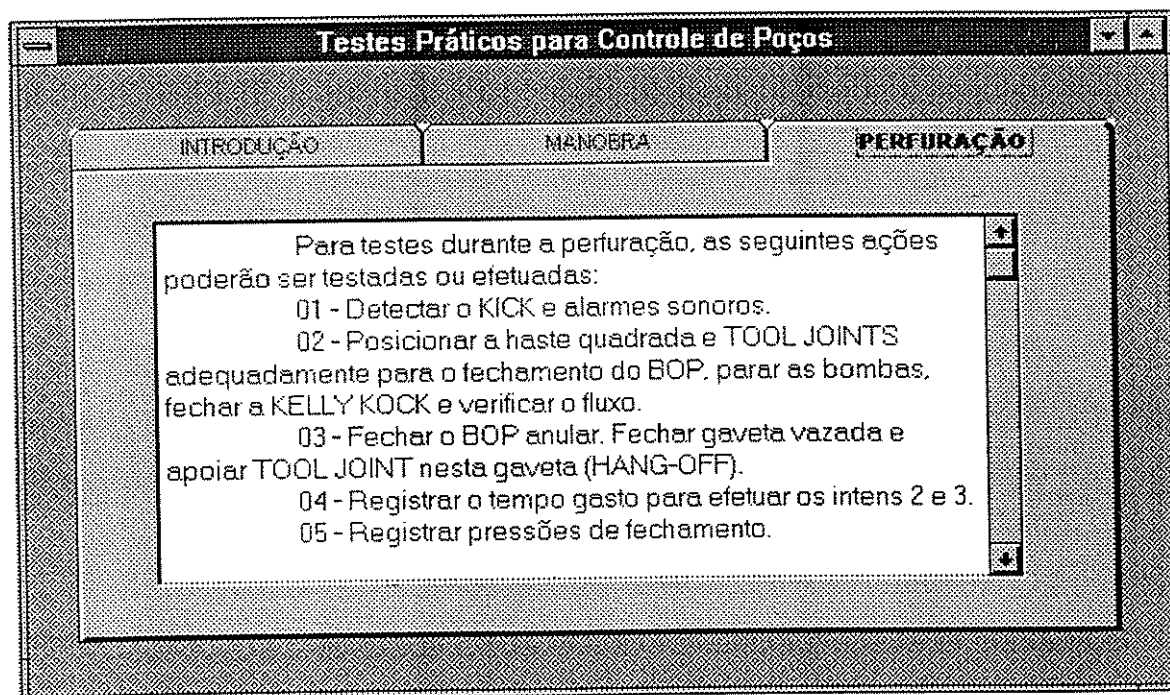 Testes Práticos para Controle de Poços
INTRODUÇÃO MANOBRA PERFURAÇÃO
Para testes durante a perfuração, as seguintes ações
poderão ser testadas ou efetuadas:
01 - Detectar o KICK e alarmes sonoros.
02 - Posicionar a haste quadrada e TOOL JOINTS
adequadamente para o fechamento do BOP, parar as bombas,
fechar a KELLY KOCK e verificar o fluxo.
03 - Fechar o BOP anular. Fechar gaveta vazada e
apoiar TOOL JOINT nesta gaveta (HANG-OFF).
04 - Registrar o tempo gasto para efetuar os intens 2 e 3.
05 - Registrar pressões de fechamento.